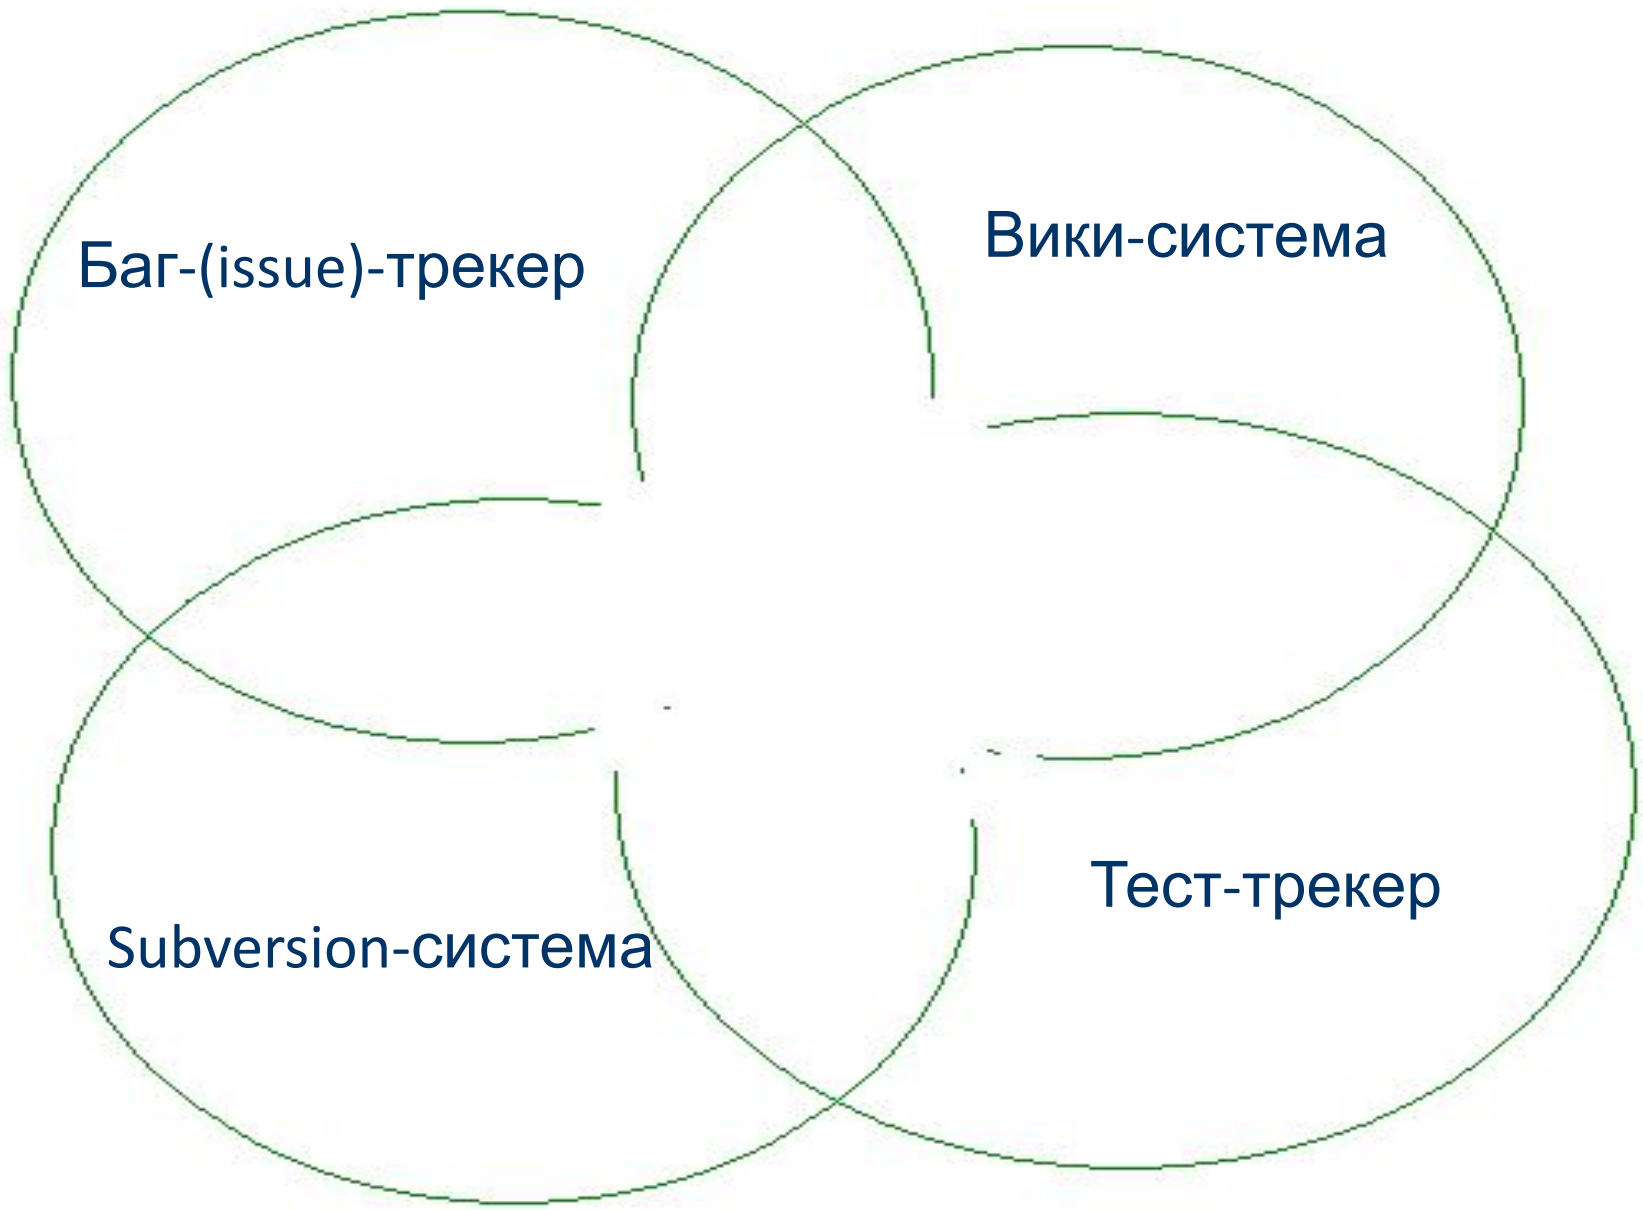 Баг-(issue)-трекер
Вики-система
Subversion-система
Тест-трекер